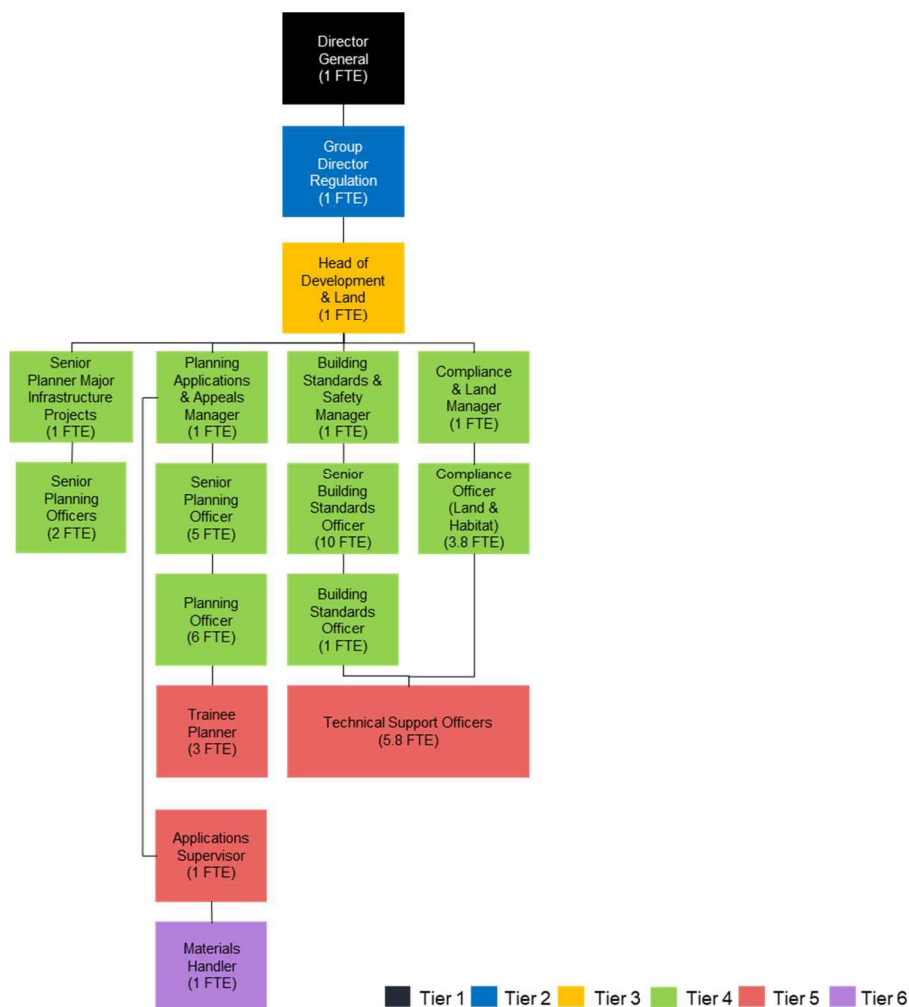 Director
General
(1 FTE)
Group
Director
Regulation
(1 FTE)
Head of
Development
& Land
(1 FTE)
Senior
Planner Major
Infrastructure
Projects
(1 FTE)
Planning
Applications
& Appeals
Manager
(1 FTE)
Building
Standards &
Safety
Manager
(1 FTE)
Compliance
& Land
Manager
(1 FTE)
Senior
Planning
Officers
(2 FTE)
Senior
Planning
Officer
(5 FTE)
Senior
Building
Standards
Officer
(10 FTE)
Compliance
Officer
(Land &
Habitat)
(3.8 FTE)
Planning
Officer
(6 FTE)
Building
Standards
Officer
(1 FTE)
Trainee
Planner
(3 FTE)
Technical Support Officers
(5.8 FTE)
Applications
Supervisor
(1 FTE)
Materials
Handler
(1 FTE)
Tier 1 Tier 2 Tier 3 Tier 4 Tier 5 Tier 6